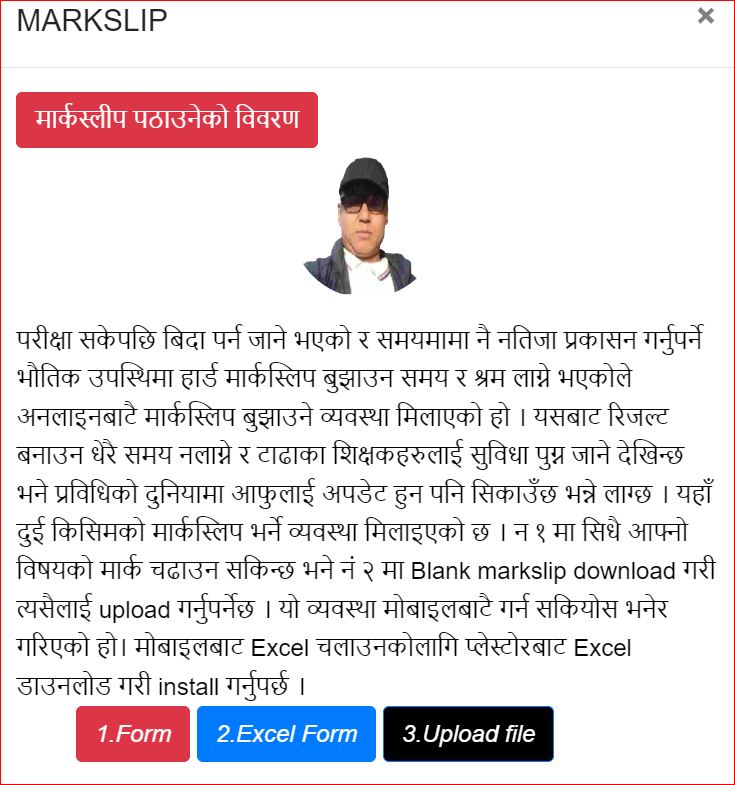 MARKSLIP
×
मार्कस्लीप पठाउनेको विवरण
परीक्षा सकेपछि बिदा पर्न जाने भएको र समयमामा नै नतिजा प्रकासन गर्नुपर्ने
भौतिक उपस्थिमा हार्ड मार्कस्लिप बुझाउन समय र श्रम लाग्ने भएकोले
अनलाइनबाटै मार्कस्लिप बुझाउने व्यवस्था मिलाएको हो । यसबाट रिजल्ट
बनाउन धेरै समय नलाग्ने र टाढाका शिक्षकहरुलाई सुविधा पुग्न जाने देखिन्छ
भने प्रविधिको दुनियामा आफुलाई अपडेट हुन पनि सिकाउँछ भन्ने लाग्छ । यहाँ
दुई किसिमको मार्कस्लिप भर्ने व्यवस्था मिलाइएको छ । न १ मा सिधै आफ्नो
विषयको मार्क चढाउन सकिन्छ भने नं २ मा Blank markslip download गरी
त्यसैलाई upload गर्नुपर्नेछ । यो व्यवस्था मोबाइलबाटै गर्न सकियोस भनेर
गरिएको हो। मोबाइलबाट Excel चलाउनकोलागि प्लेस्टोरबाट Excel
डाउनलोड गरी install गर्नुपर्छ ।
1.Form 2.Excel Form 3.Upload file